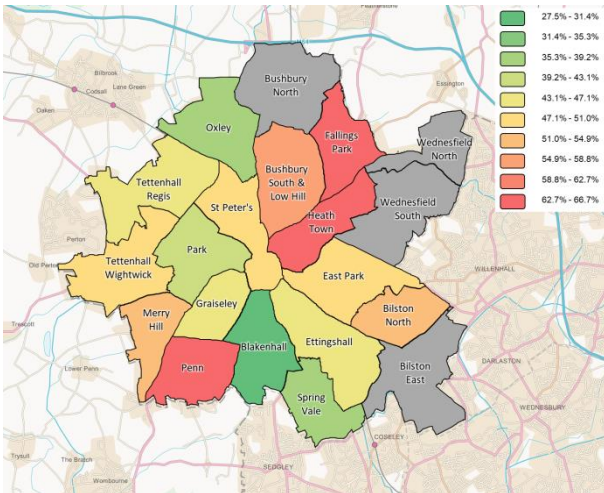 Featherstone
27.5% - 31.4%
31.4% - 35.3%
35.3% - 39.2%
39.2% - 43.1%
43.1% - 47.1%
47.1% - 51.0%
51.0% - 54.9%
54.9% - 58.8%
58.8% - 62.7%
62.7% - 66.7%
Bushbury
North
Bilbrook
Lane Green
Codsall
Oaken
Essington
Oxley
Fallings
Park
Wednesfield
North
Bushbury
South &
Low Hill
Tettenhall
Regis
St Peter's
Heath
Town
Wednesfield
South
Perton
Park
Old Perton
Tettenhall
Wightwick
East Park
WILLENHALL
Merry
Hill
Graiseley
Bilston
North
Trescott
Ettingshall
Blakenhall
Penn
Lower Penn
Bilston
East
DARLASTON
Spring
Vale
WEDNESBURY
COSELEY
Trysull
The Bratch
Wombourne
SEDGLEY